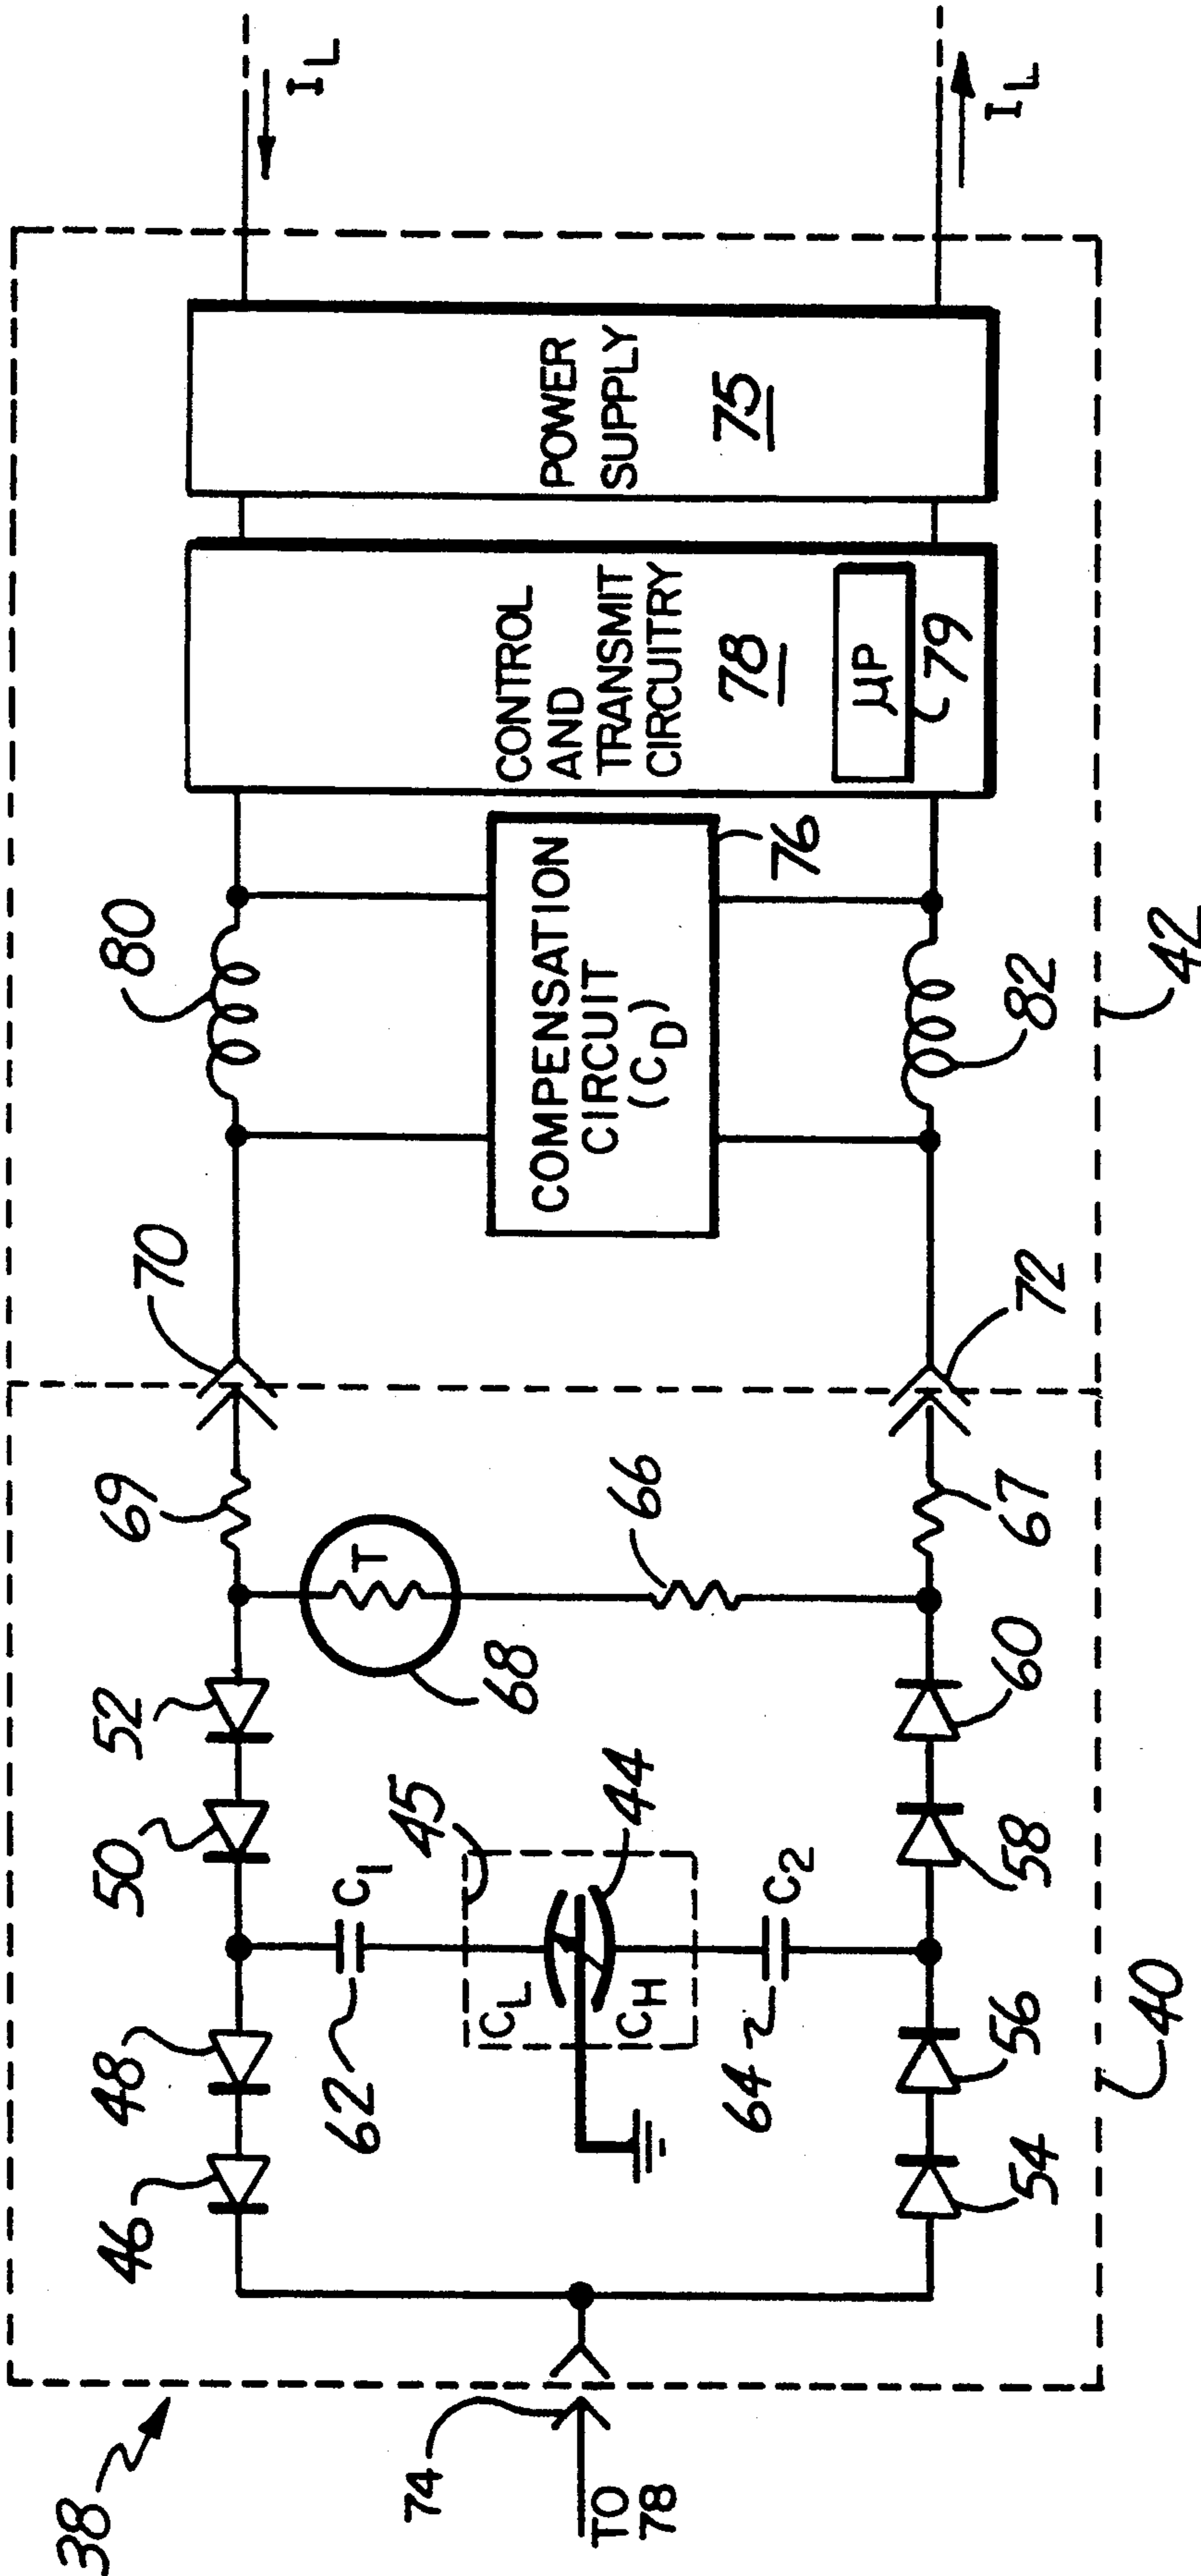 38
I_L
I_L
POWER
SUPPLY
75
CONTROL
AND
TRANSMIT
CIRCUITRY
78
μP
79
80
COMPENSATION
CIRCUIT
(C_D)
76
82
42
70
72
69
T
68
66
67
52
50
48
46
C_1
62
45
44
C_L
C_H
C_2
64
60
58
56
54
40
74
TO
78